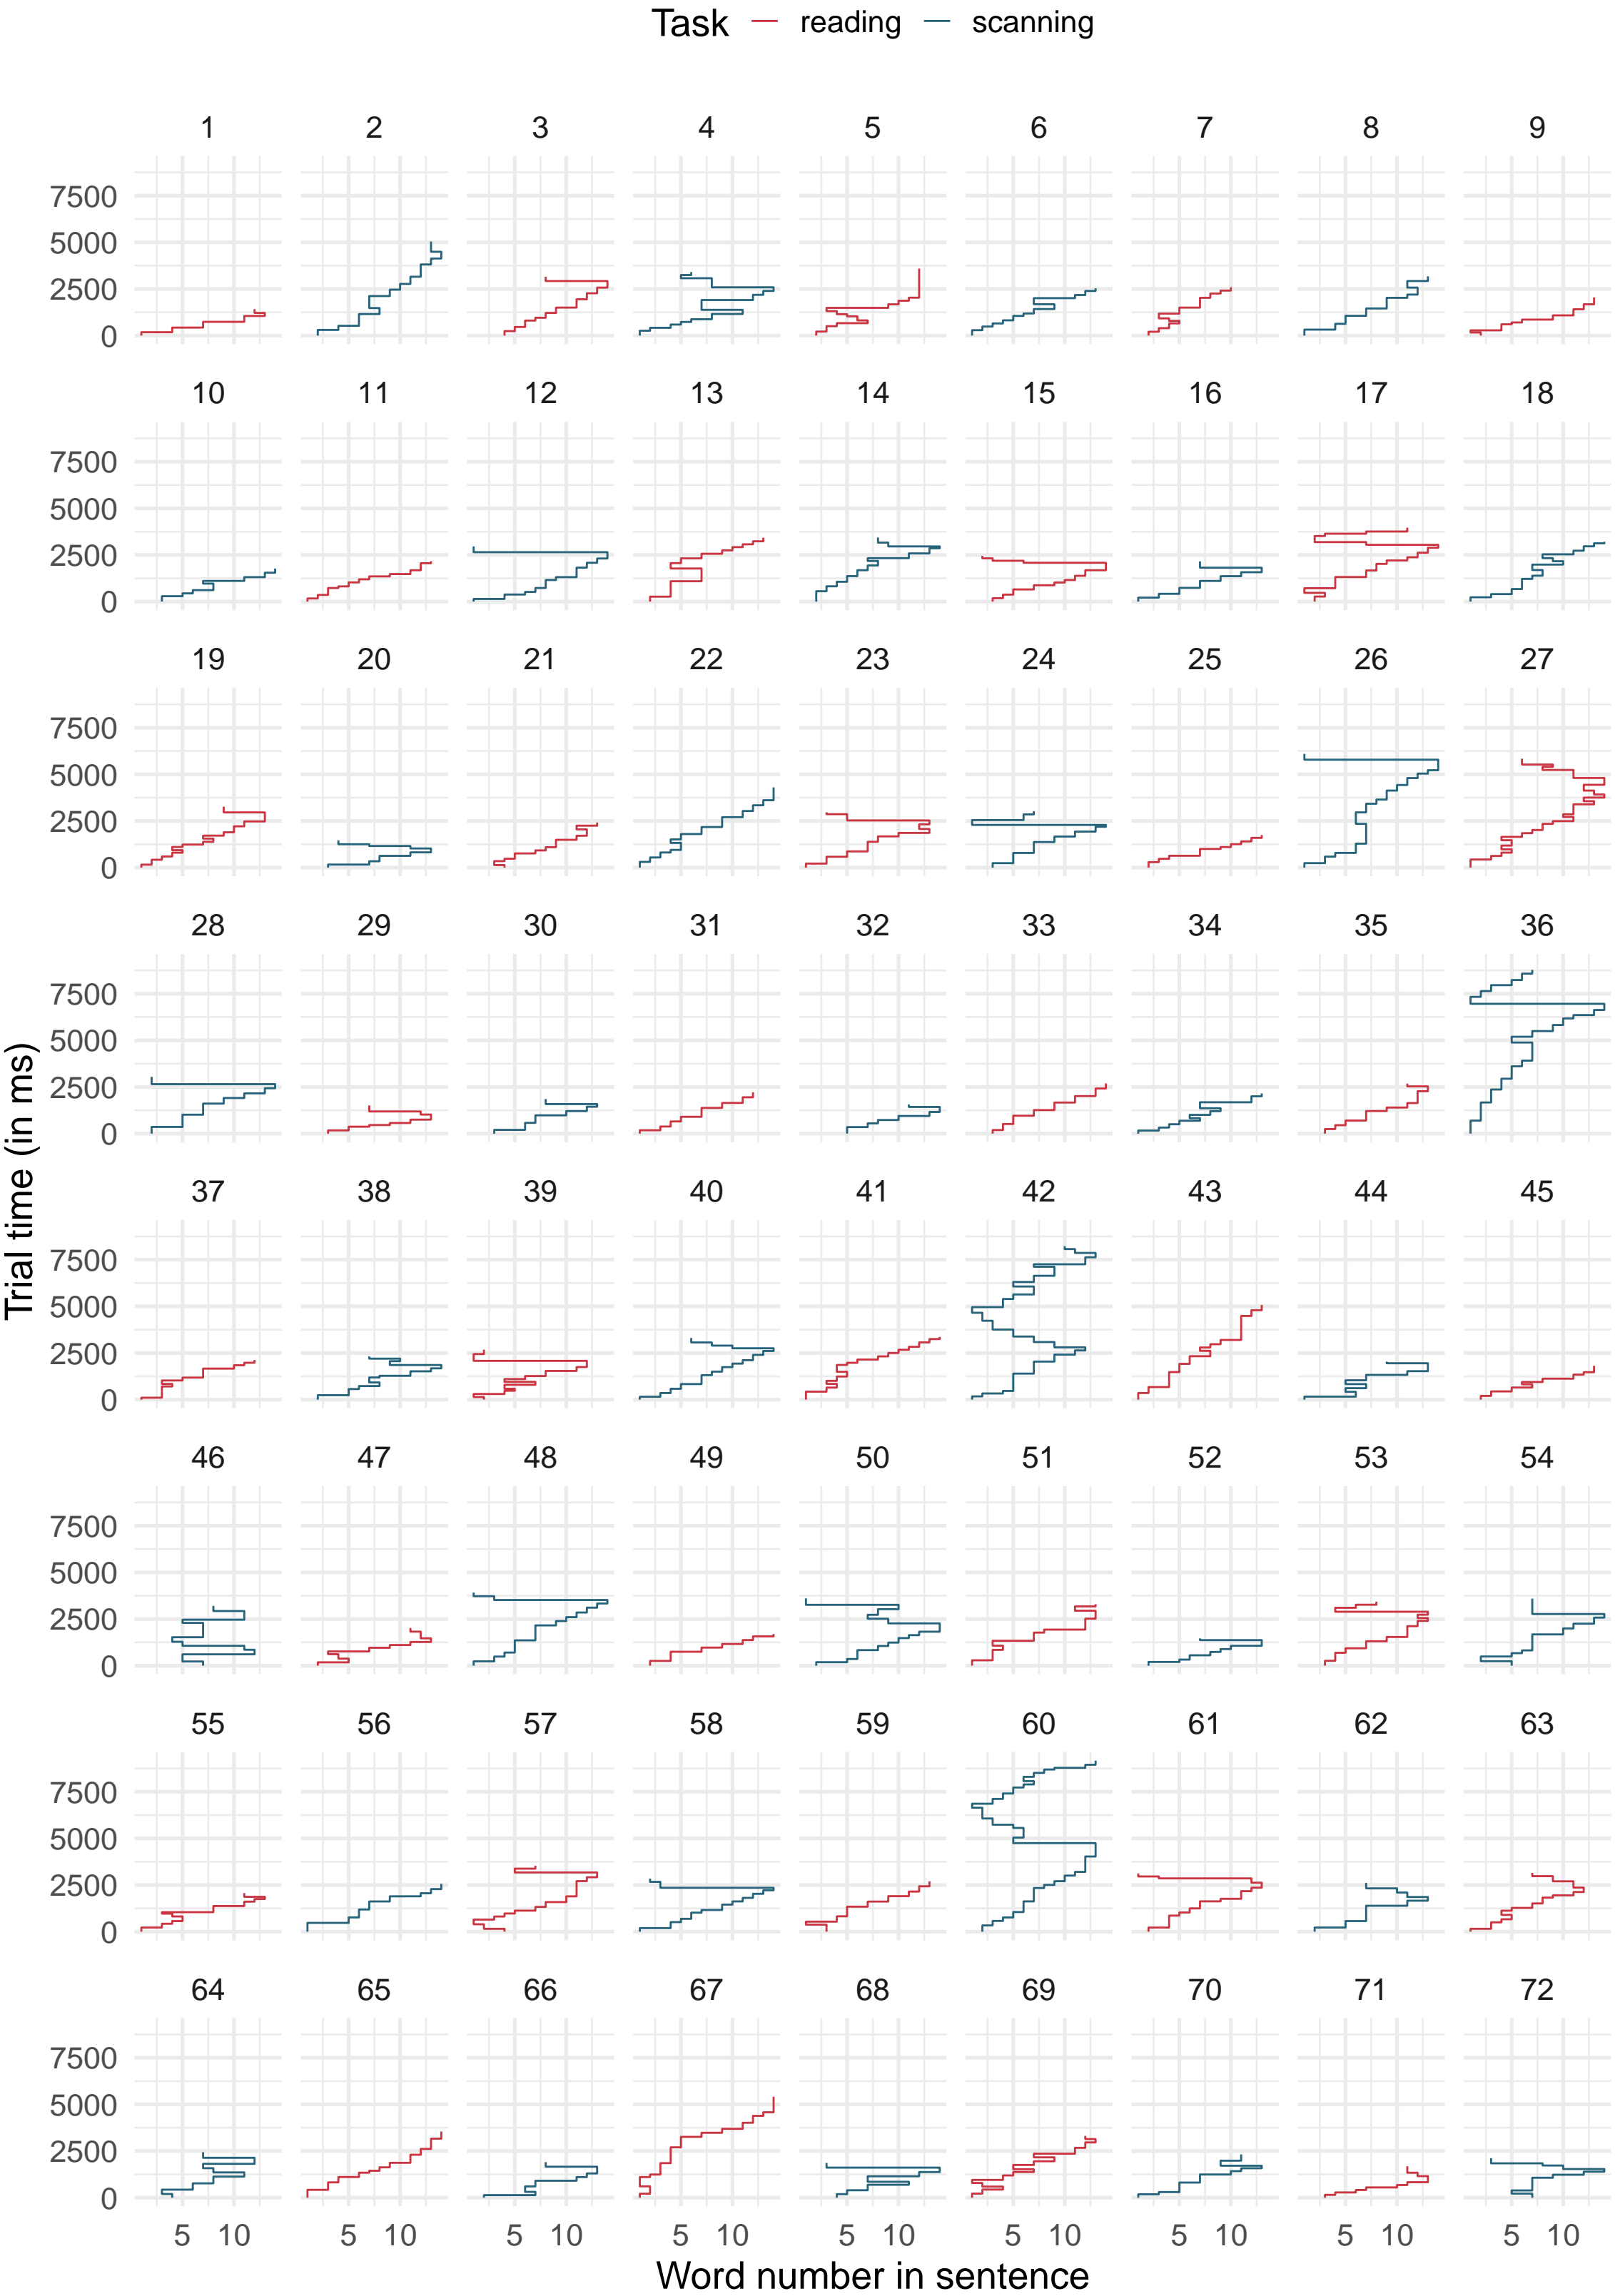 Task reading scanning
1 2 3 4 5 6 7 8 9
7500
5000
2500
0
10 11 12 13 14 15 16 17 18
7500
5000
2500
0
19 20 21 22 23 24 25 26 27
7500
5000
2500
0
28 29 30 31 32 33 34 35 36
7500
5000
2500
0
Trial time (in ms)
37 38 39 40 41 42 43 44 45
7500
5000
2500
0
46 47 48 49 50 51 52 53 54
7500
5000
2500
0
55 56 57 58 59 60 61 62 63
7500
5000
2500
0
64 65 66 67 68 69 70 71 72
7500
5000
2500
0
5 10 5 10 5 10 5 10 5 10 5 10 5 10 5 10 5 10
Word number in sentence